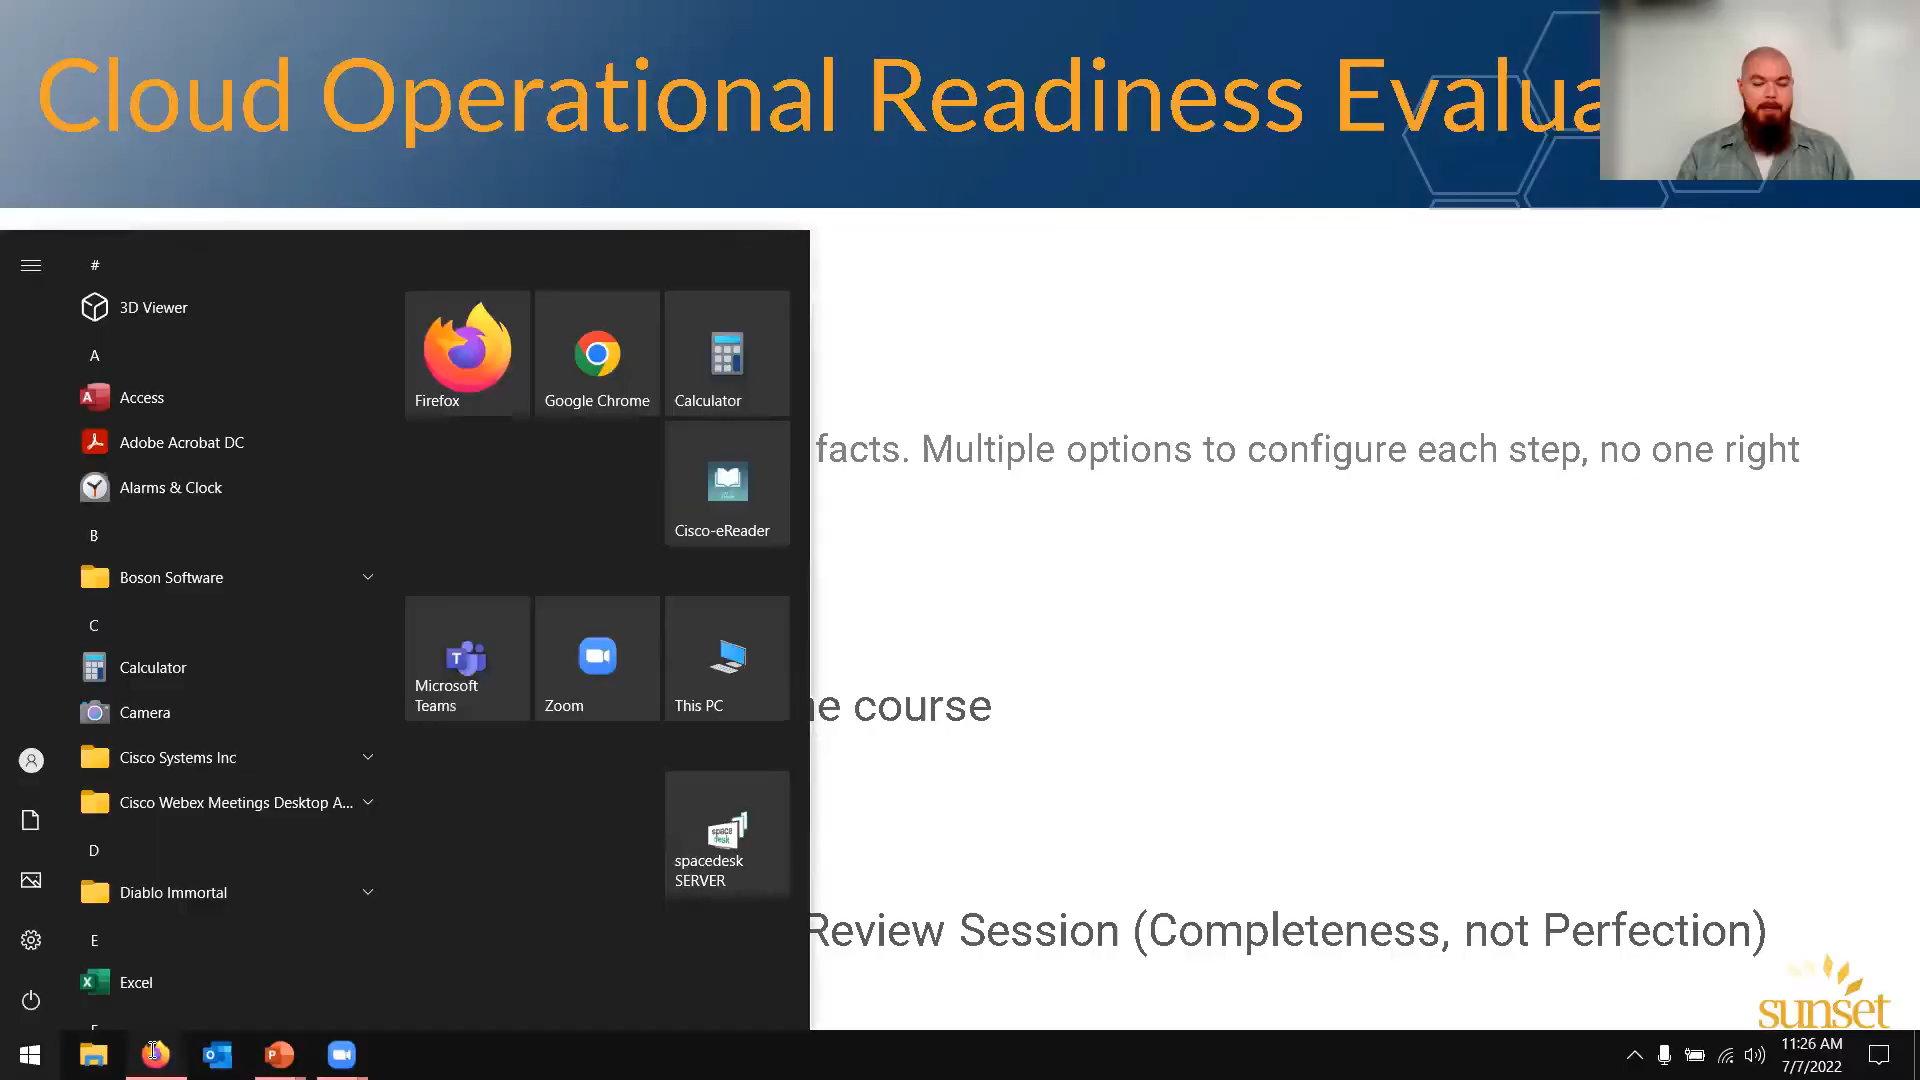 Cloud Operational Readiness Evalua
#
3D Viewer
A
Access
Adobe Acrobat DC
Alarms & Clock
B
Boson Software
C
Calculator
Camera
Cisco Systems Inc
Cisco Webex Meetings Desktop A...
D
Diablo Immortal
E
Excel
Firefox
Google Chrome
Calculator
Cisco-eReader
Microsoft
Teams
Zoom
This PC
space
desk
spacedesk
SERVER
facts. Multiple options to configure each step, no one right
e course
Review Session (Completeness, not Perfection)
sunset
11:26 AM
7/7/2022